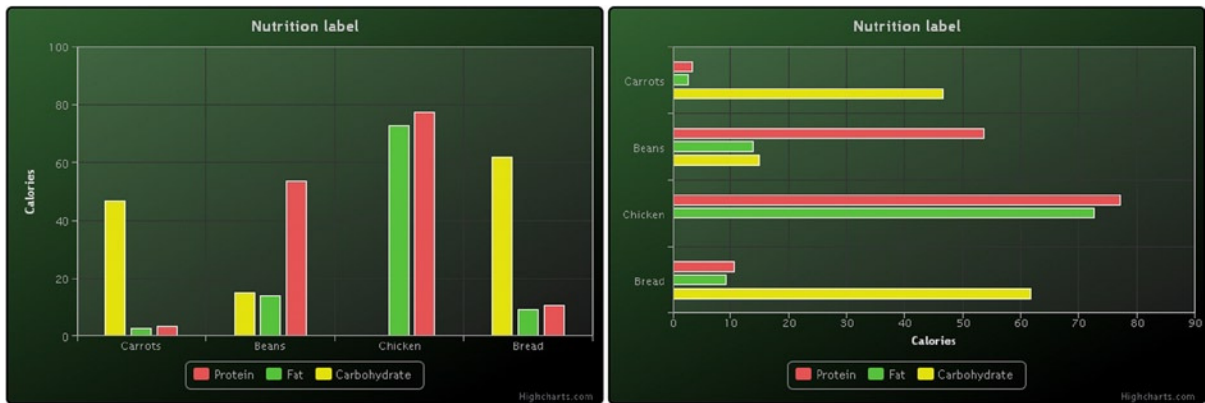 Nutrition label
Calories
100
80
60
40
20
0
Carrots Beans Chicken Bread
Protein Fat Carbohydrate
Highcharts.com
Nutrition label
Carrots
Beans
Chicken
Bread
0 10 20 30 40 50 60 70 80 90
Calories
Protein Fat Carbohydrate
Highcharts.com